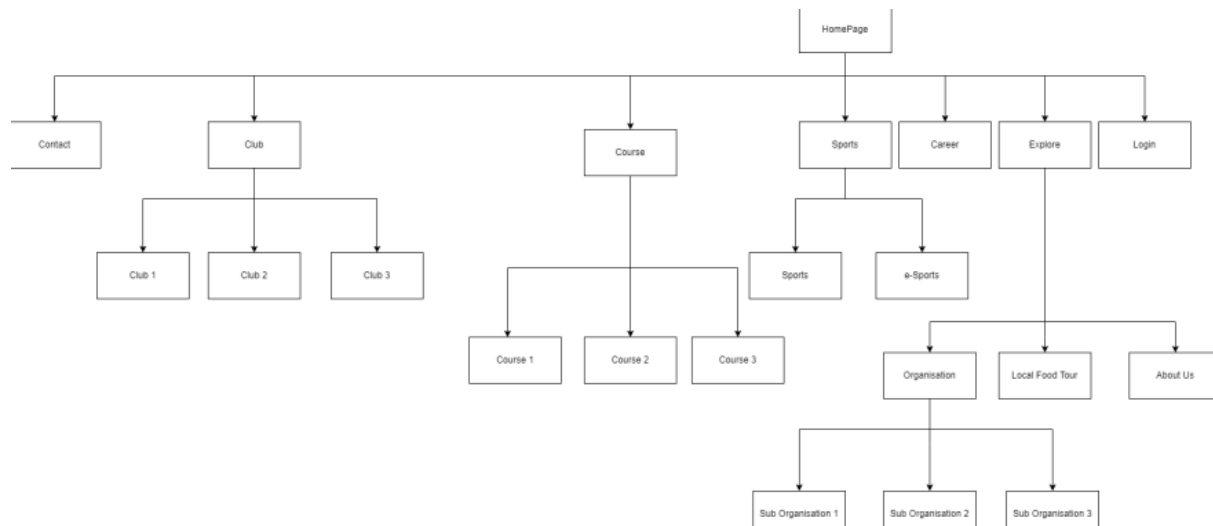 HomePage
Contact
Club
Course
Sports
Career
Explore
Login
Club 1
Club 2
Club 3
Sports
e-Sports
Course 1
Course 2
Course 3
Organisation
Local Food Tour
About Us
Sub Organisation 1
Sub Organisation 2
Sub Organisation 3